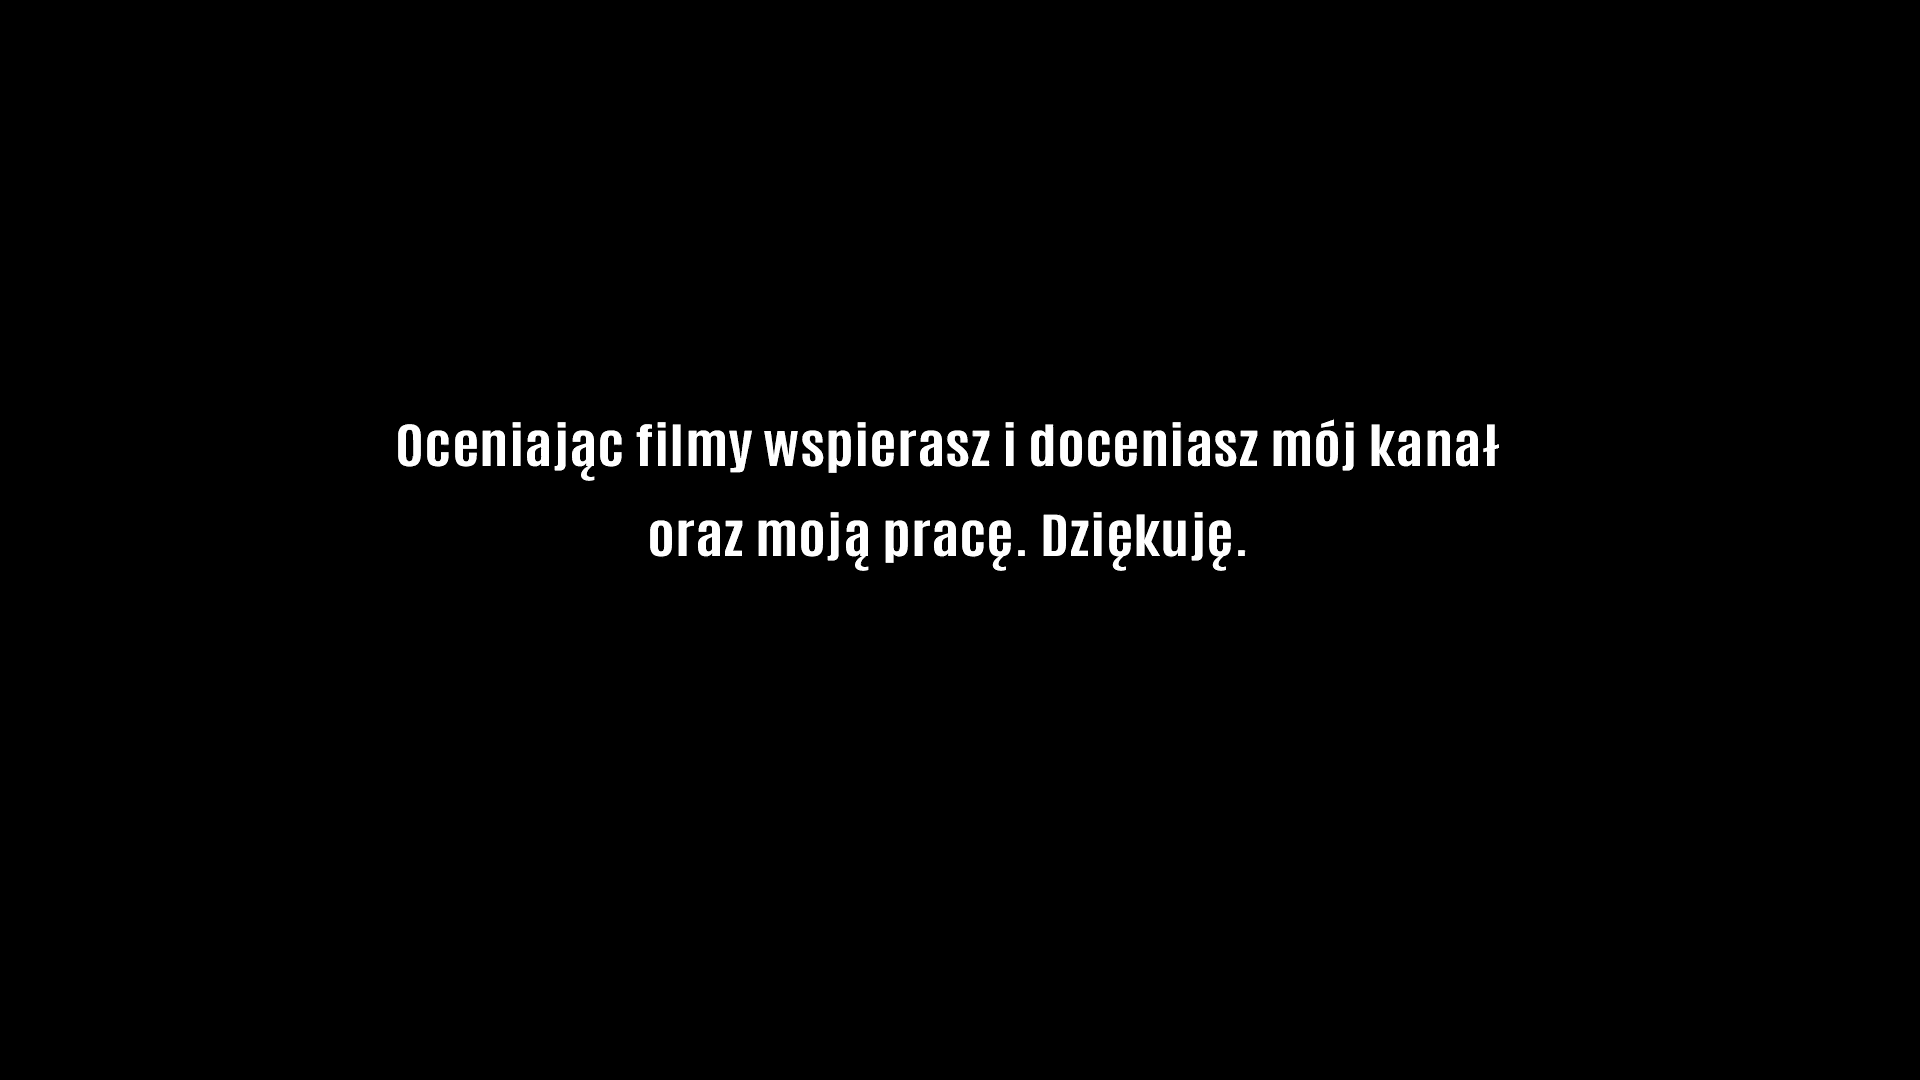 Oceniając filmy wspierasz i doceniasz mój kanał
oraz moją pracę. Dziękuję.